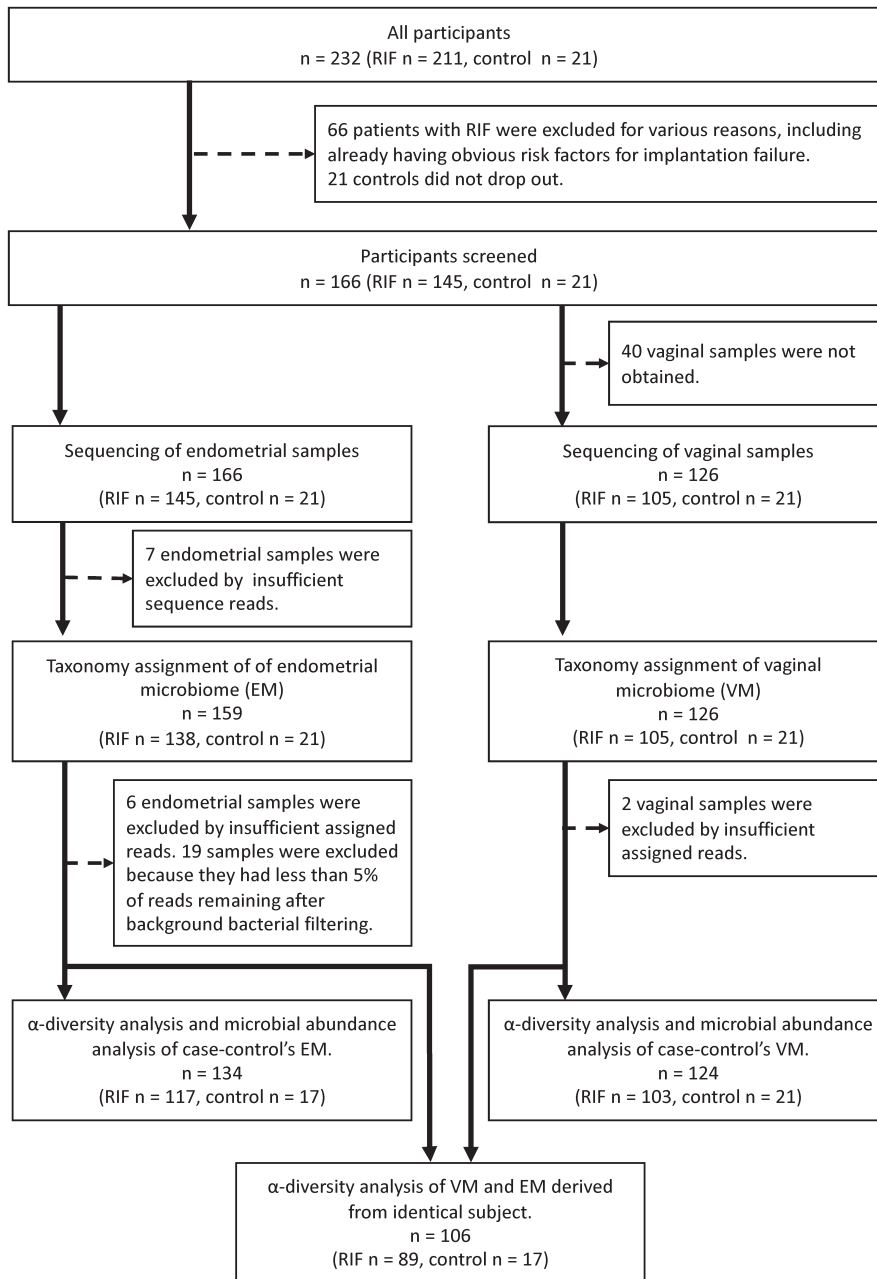 All participants
n = 232 (RIF n = 211, control  n = 21)
66 patients with RIF were excluded for various reasons, including
already having obvious risk factors for implantation failure.
21 controls did not drop out.
Participants screened
n = 166 (RIF n = 145, control  n = 21)
40 vaginal samples were not
obtained.
Sequencing of endometrial samples
n = 166
(RIF n = 145, control n = 21)
Sequencing of vaginal samples
n = 126
(RIF n = 105, control n = 21)
7 endometrial samples were
excluded by  insufficient
sequence reads.
Taxonomy assignment of of endometrial
microbiome (EM)
n = 159
(RIF n = 138, control n = 21)
Taxonomy assignment of vaginal
microbiome (VM)
n = 126
(RIF n = 105, control  n = 21)
6 endometrial samples were
excluded by insufficient assigned
reads. 19 samples were excluded
because they had less than 5%
of reads remaining after
background bacterial filtering.
2 vaginal samples were
excluded by insufficient
assigned reads.
α-diversity analysis and microbial abundance
analysis of case-control’s EM.
n = 134
(RIF n = 117, control n = 17)
α-diversity analysis and microbial abundance
analysis of case-control’s VM.
n = 124
(RIF n = 103, control n = 21)
α-diversity analysis of VM and EM derived
from identical subject.
n = 106
(RIF n = 89, control n = 17)